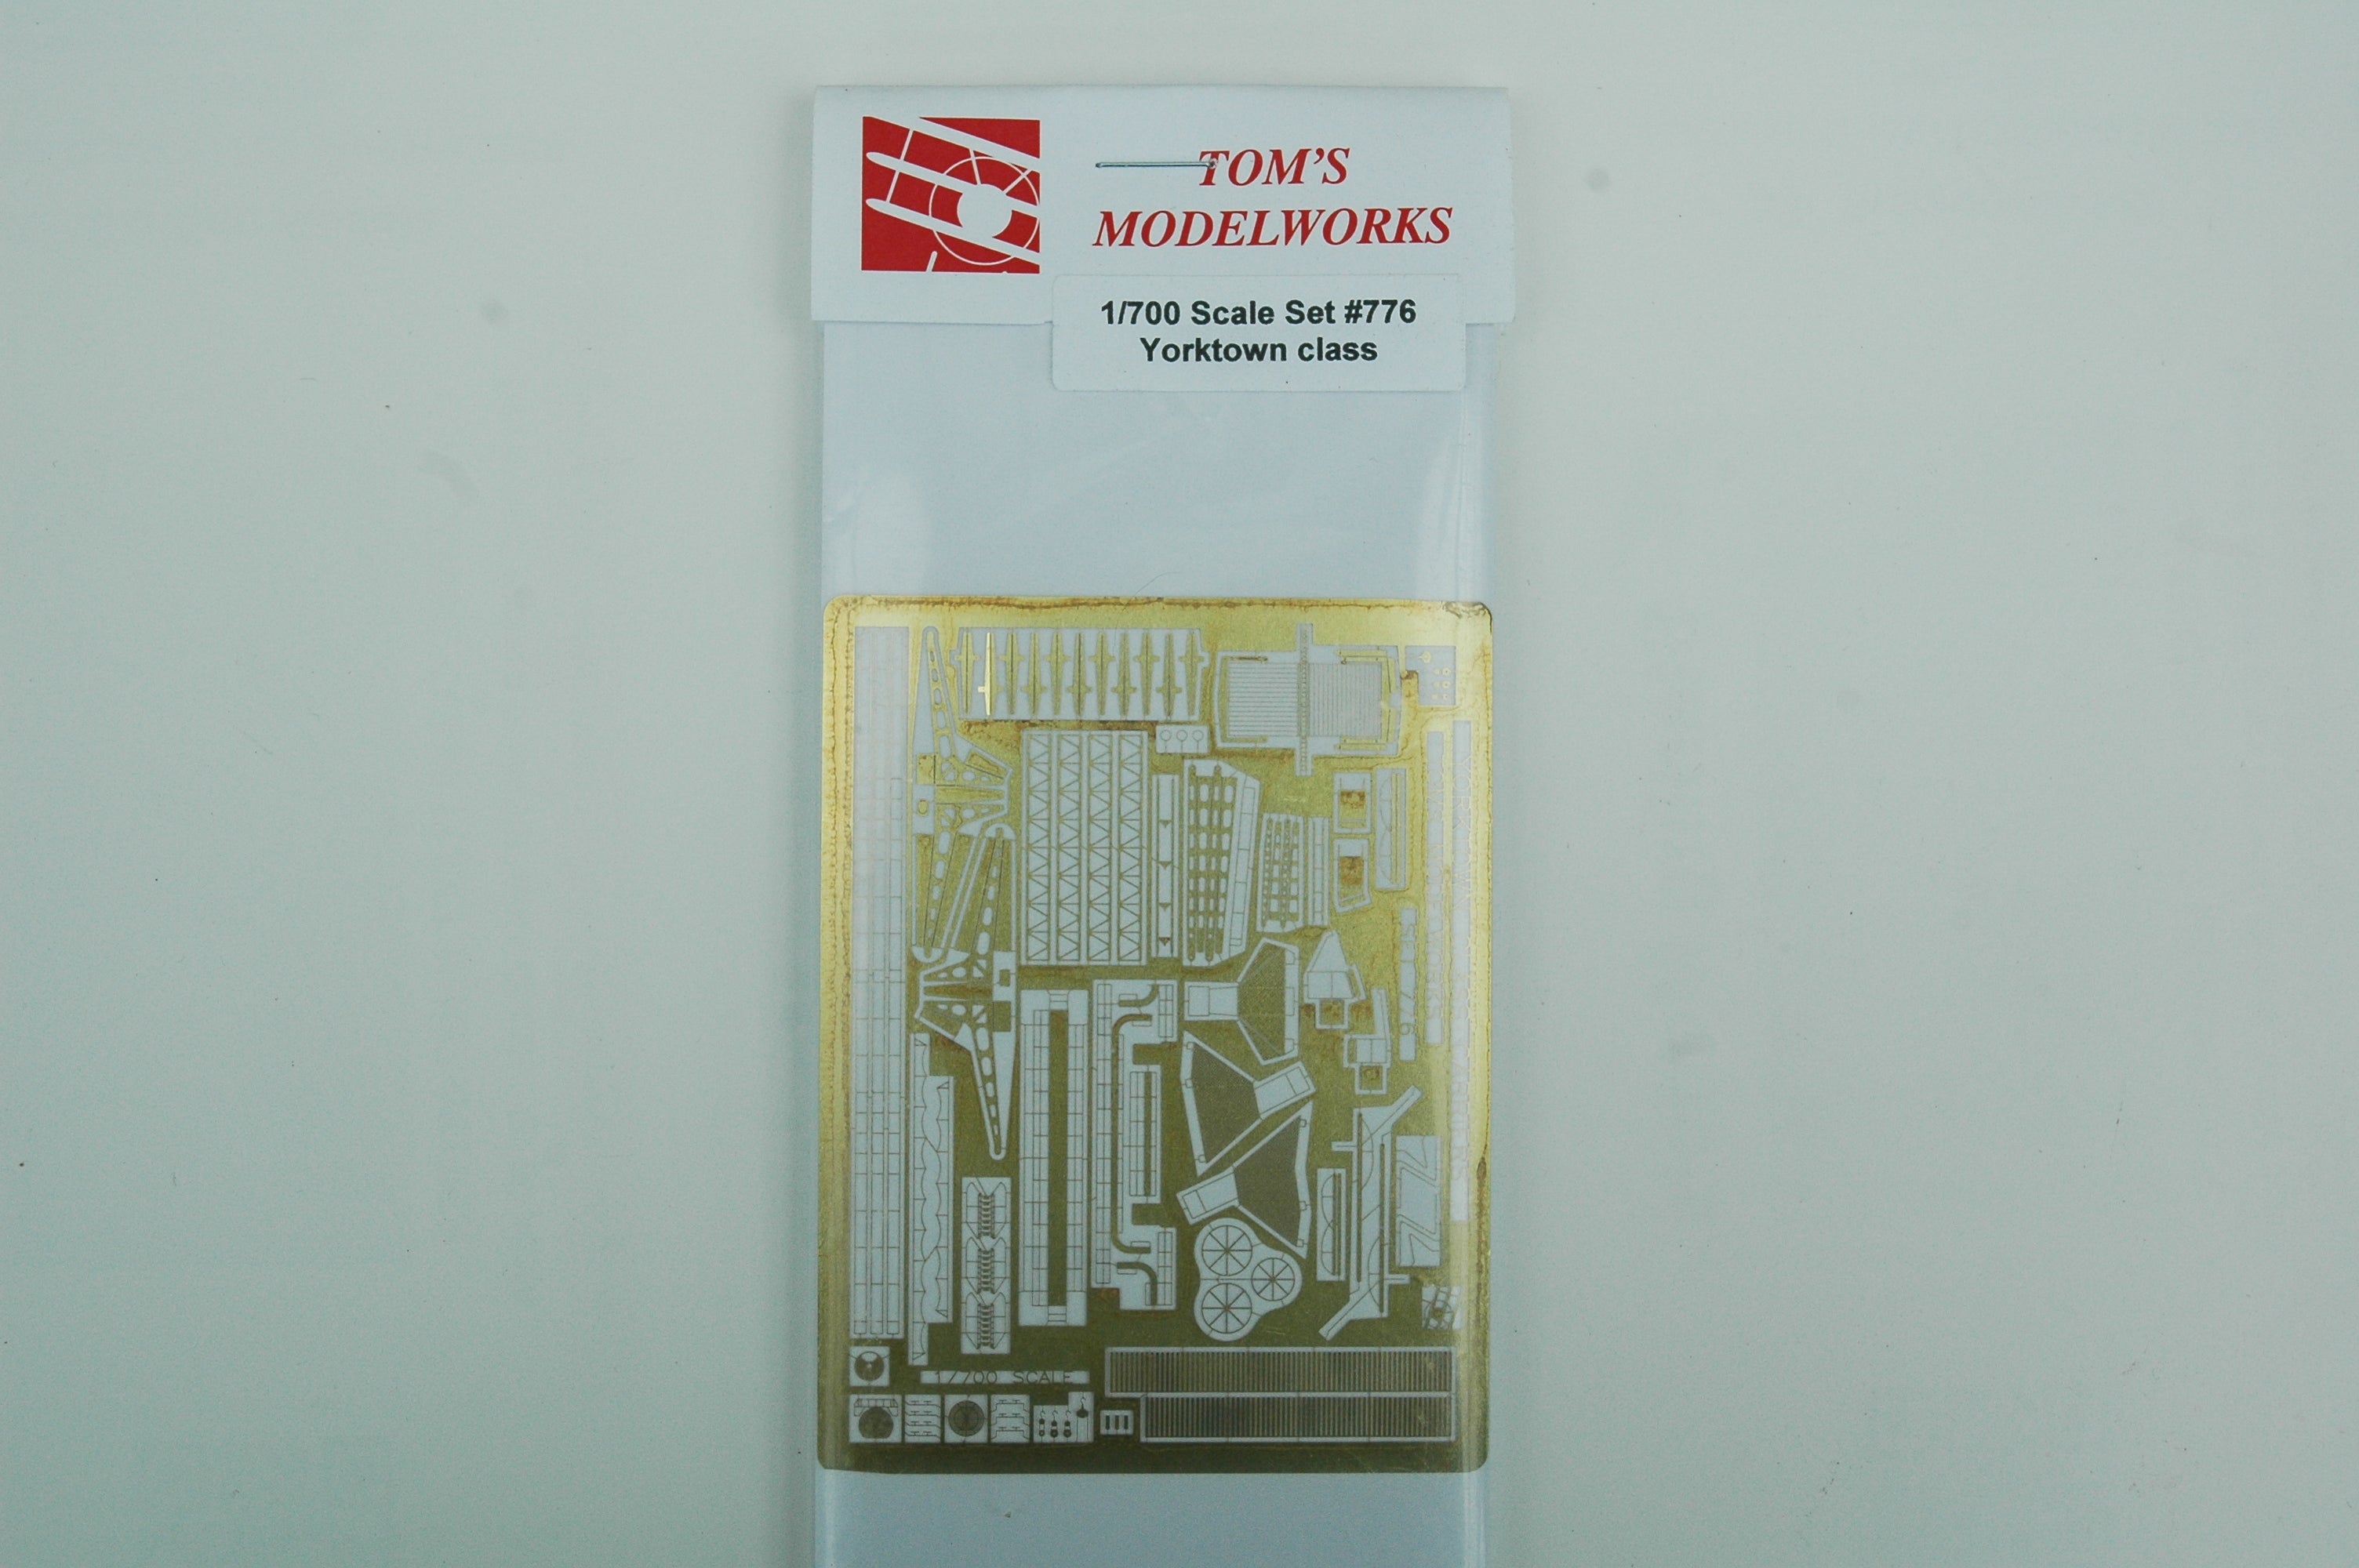 TOM'S
MODELWORKS
1/700 Scale Set #776
Yorktown class
1/700 SCALE